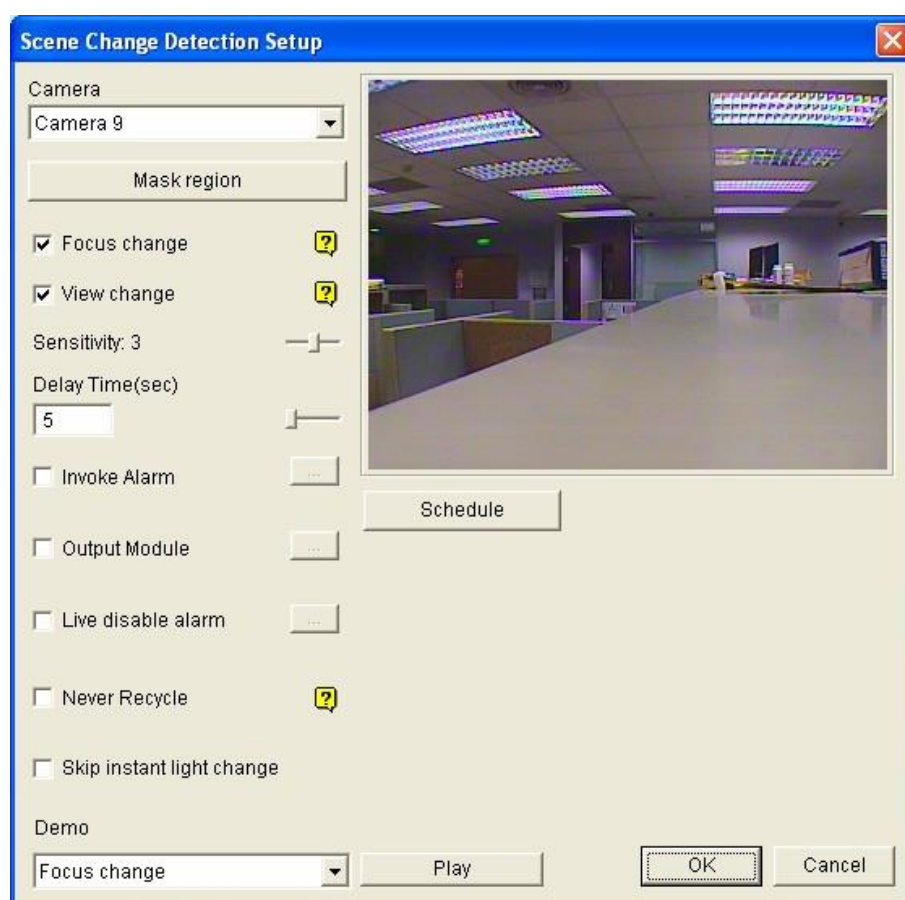 Scene Change Detection Setup
Camera
Camera 9
Mask region
Focus change
View change
Sensitivity: 3
Delay Time(sec)
5
Invoke Alarm
...
Schedule
Output Module
...
Live disable alarm
...
Never Recycle
Skip instant light change
Demo
Focus change
Play
OK
Cancel